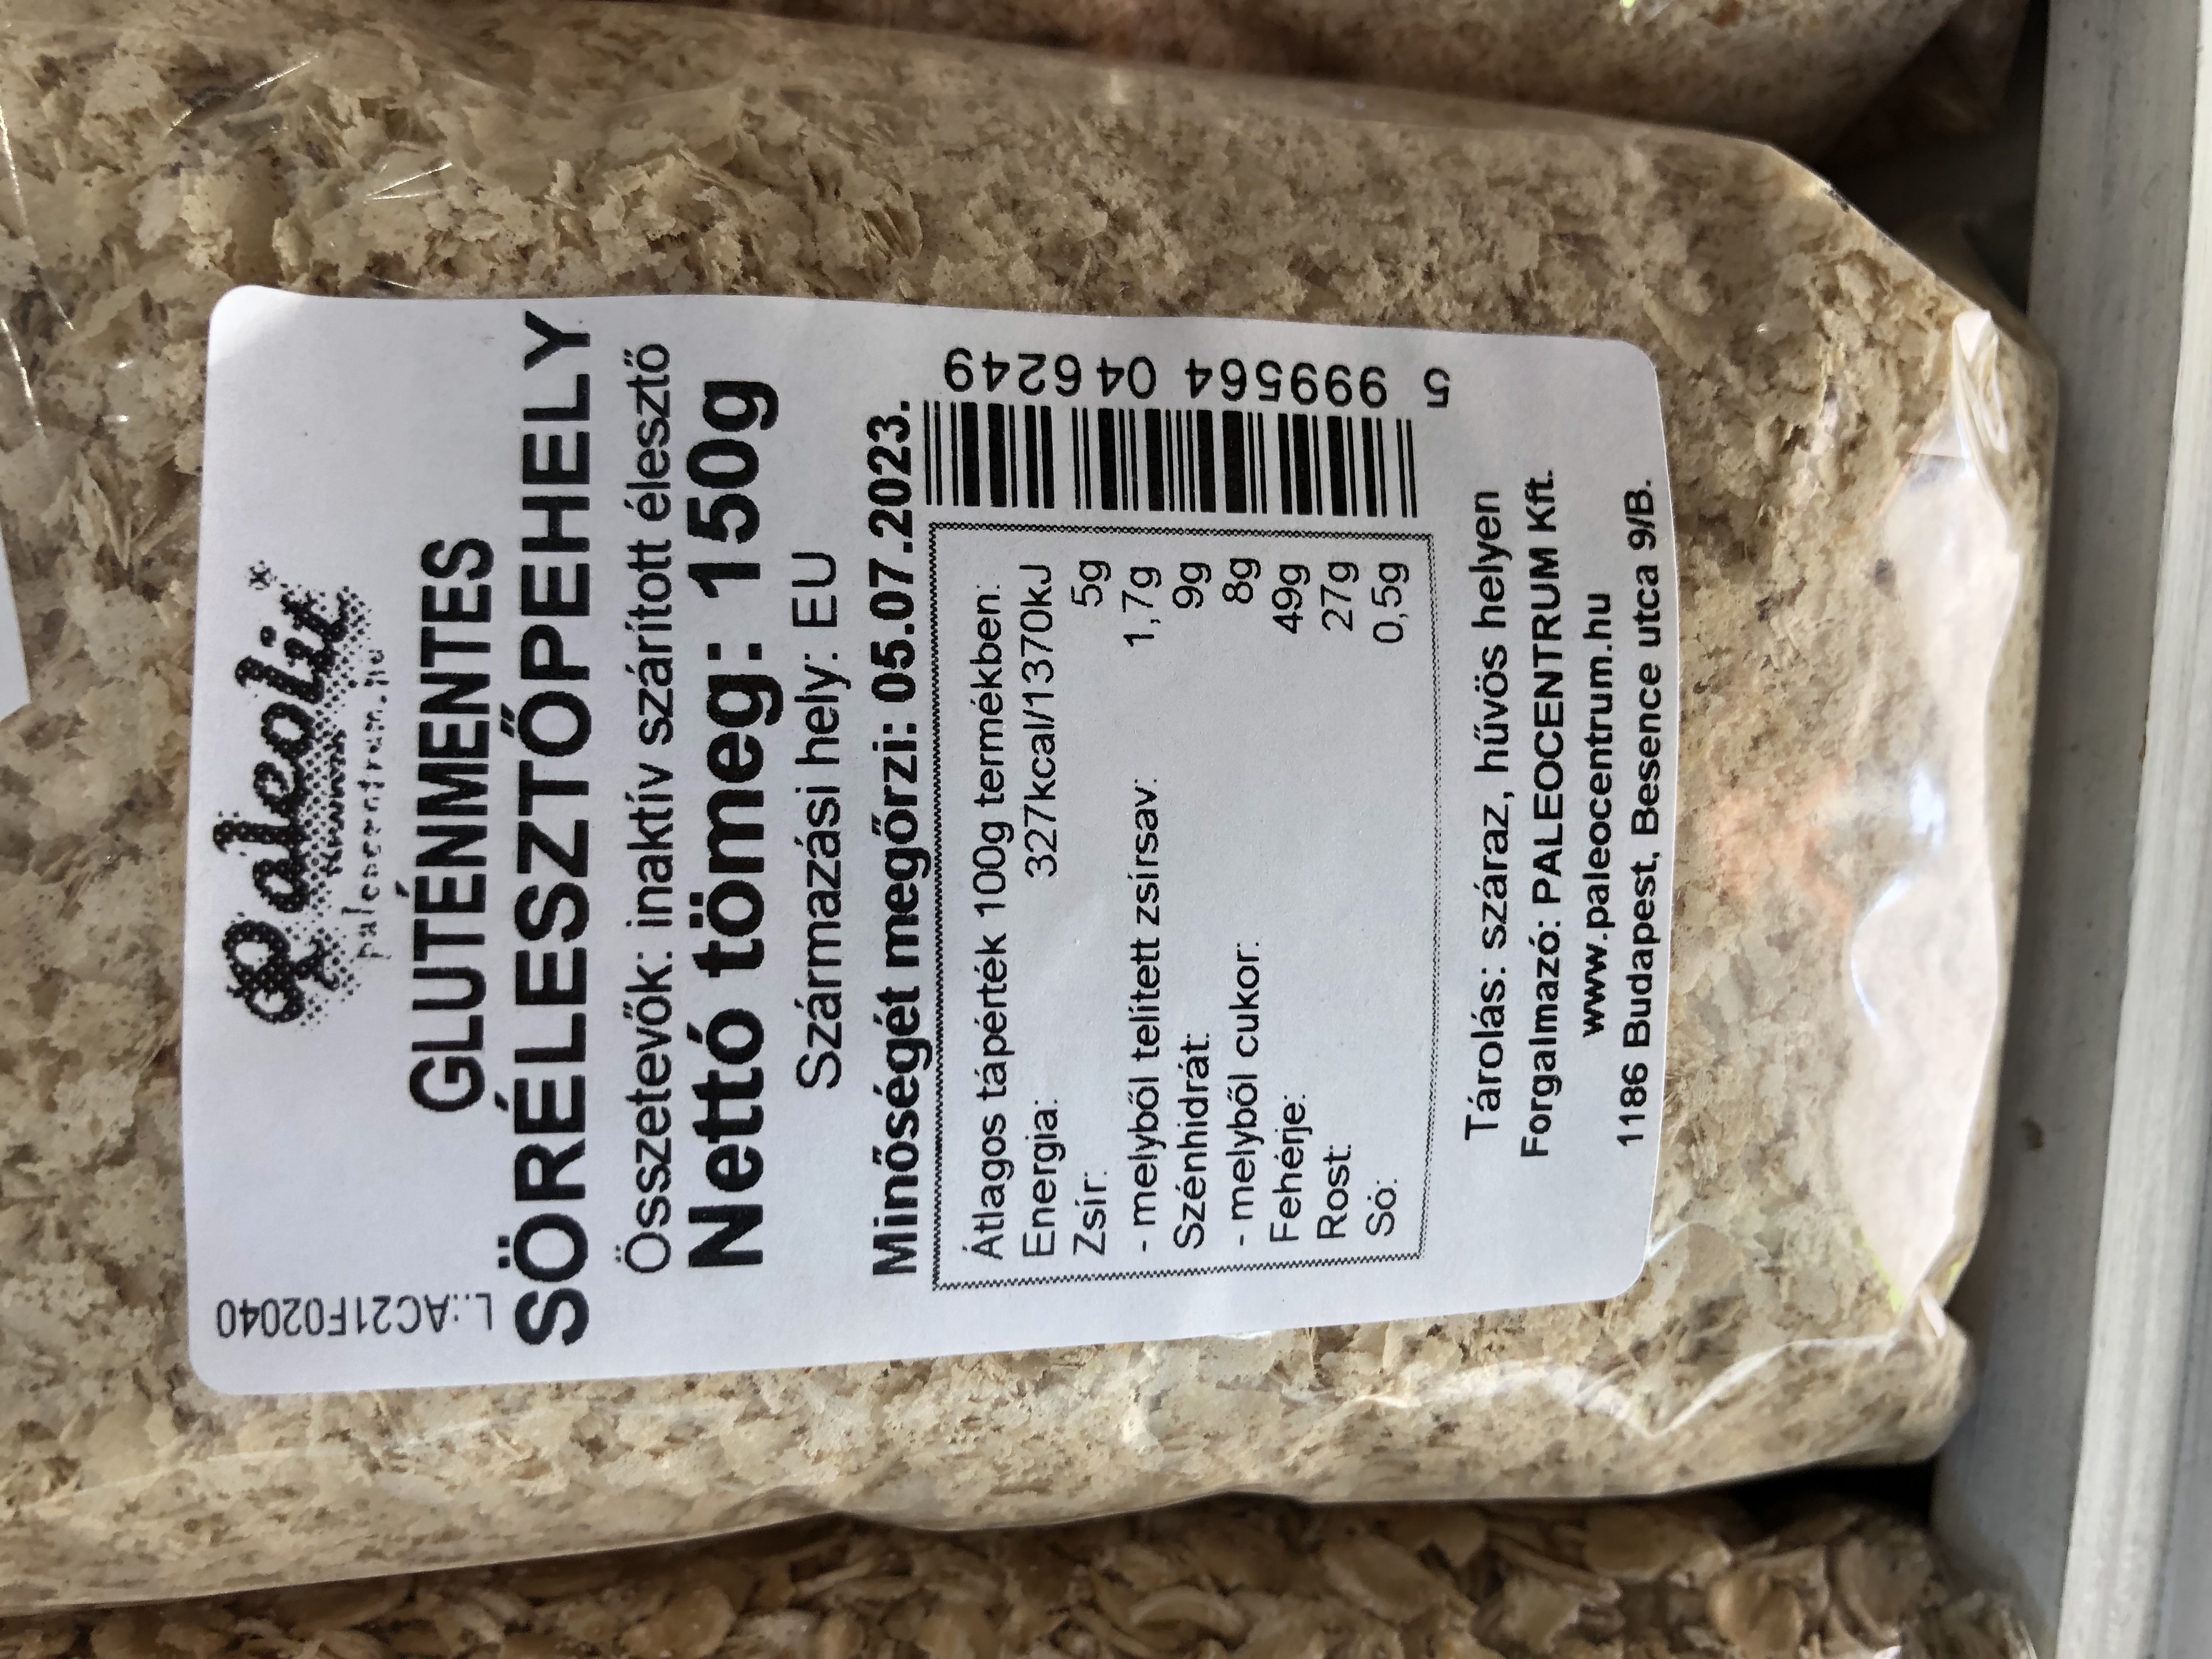 Paleolit
paleocentrum.hu
L.:AC21F02040
GLUTÉNMENTES
SÖRÉLESZTŐPEHELY
Összetevők: inaktív szárított élesztő
Nettó tömeg: 150g
Származási hely: EU
Minőségét megőrzi: 05.07.2023.
Átlagos tápérték 100g termékben:
Energia: 327kcal/1370kJ
Zsír: 5g
- melyből telített zsírsav: 1,7g
Szénhidrát: 9g
- melyből cukor: 8g
Fehérje: 49g
Rost: 27g
Só: 0,5g
5 999564 046249
Tárolás: száraz, hűvös helyen
Forgalmazó: PALEOCENTRUM Kft.
www.paleocentrum.hu
1186 Budapest, Besence utca 9/B.